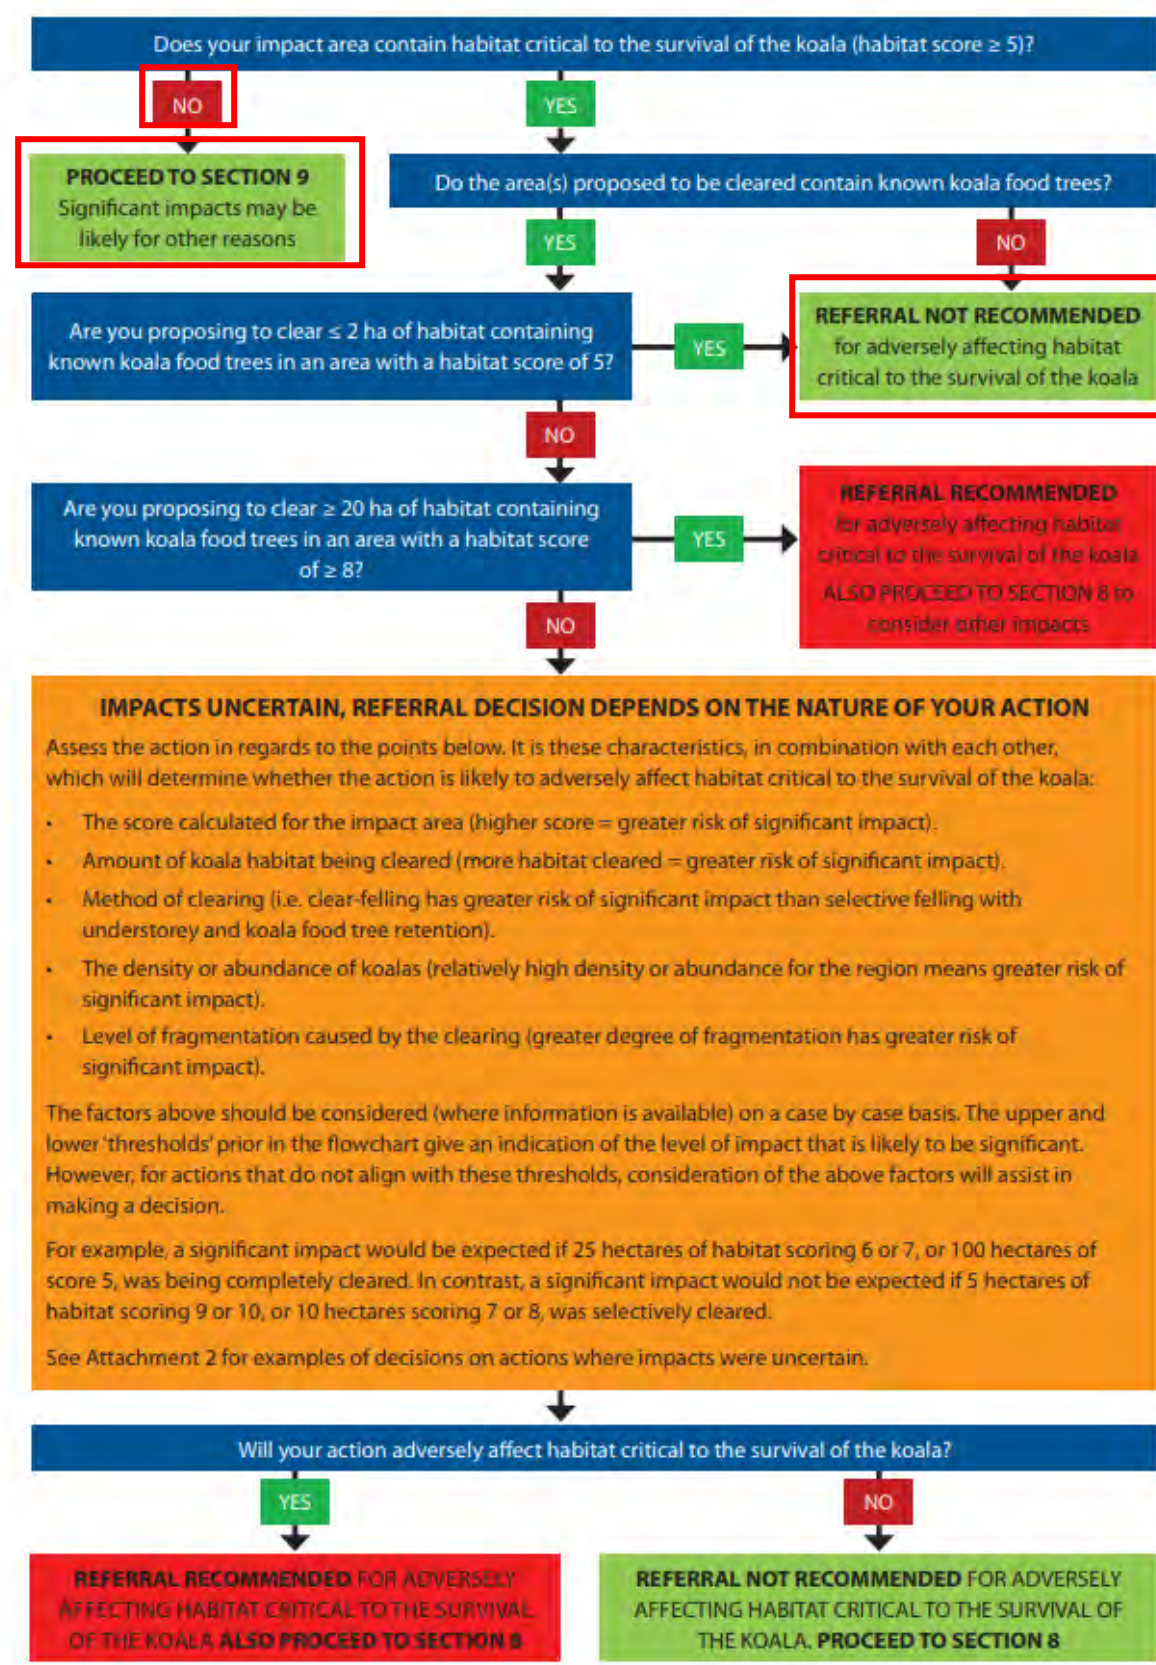 Does your impact area contain habitat critical to the survival of the koala (habitat score ≥ 5)?
NO
YES
PROCEED TO SECTION 9
Significant impacts may be
likely for other reasons
Do the area(s) proposed to be cleared contain known koala food trees?
YES
NO
Are you proposing to clear ≤ 2 ha of habitat containing
known koala food trees in an area with a habitat score of 5?
YES
REFERRAL NOT RECOMMENDED
for adversely affecting habitat
critical to the survival of the koala
NO
Are you proposing to clear ≥ 20 ha of habitat containing
known koala food trees in an area with a habitat score
of ≥ 8?
YES
REFERRAL RECOMMENDED
for adversely affecting habitat
critical to the survival of the koala
ALSO PROCEED TO SECTION 8 to
consider other impacts
NO
IMPACTS UNCERTAIN, REFERRAL DECISION DEPENDS ON THE NATURE OF YOUR ACTION
Assess the action in regards to the points below. It is these characteristics, in combination with each other,
which will determine whether the action is likely to adversely affect habitat critical to the survival of the koala:
• The score calculated for the impact area (higher score = greater risk of significant impact).
• Amount of koala habitat being cleared (more habitat cleared = greater risk of significant impact).
• Method of clearing (i.e. clear-felling has greater risk of significant impact than selective felling with
understorey and koala food tree retention).
• The density or abundance of koalas (relatively high density or abundance for the region means greater risk of
significant impact).
• Level of fragmentation caused by the clearing (greater degree of fragmentation has greater risk of
significant impact).
The factors above should be considered (where information is available) on a case by case basis. The upper and
lower 'thresholds' prior in the flowchart give an indication of the level of impact that is likely to be significant.
However, for actions that do not align with these thresholds, consideration of the above factors will assist in
making a decision.
For example, a significant impact would be expected if 25 hectares of habitat scoring 6 or 7, or 100 hectares of
score 5, was being completely cleared. In contrast, a significant impact would not be expected if 5 hectares of
habitat scoring 9 or 10, or 10 hectares scoring 7 or 8, was selectively cleared.
See Attachment 2 for examples of decisions on actions where impacts were uncertain.
Will your action adversely affect habitat critical to the survival of the koala?
YES
NO
REFERRAL RECOMMENDED FOR ADVERSELY
AFFECTING HABITAT CRITICAL TO THE SURVIVAL
OF THE KOALA ALSO PROCEED TO SECTION 8
REFERRAL NOT RECOMMENDED FOR ADVERSELY
AFFECTING HABITAT CRITICAL TO THE SURVIVAL OF
THE KOALA. PROCEED TO SECTION 8